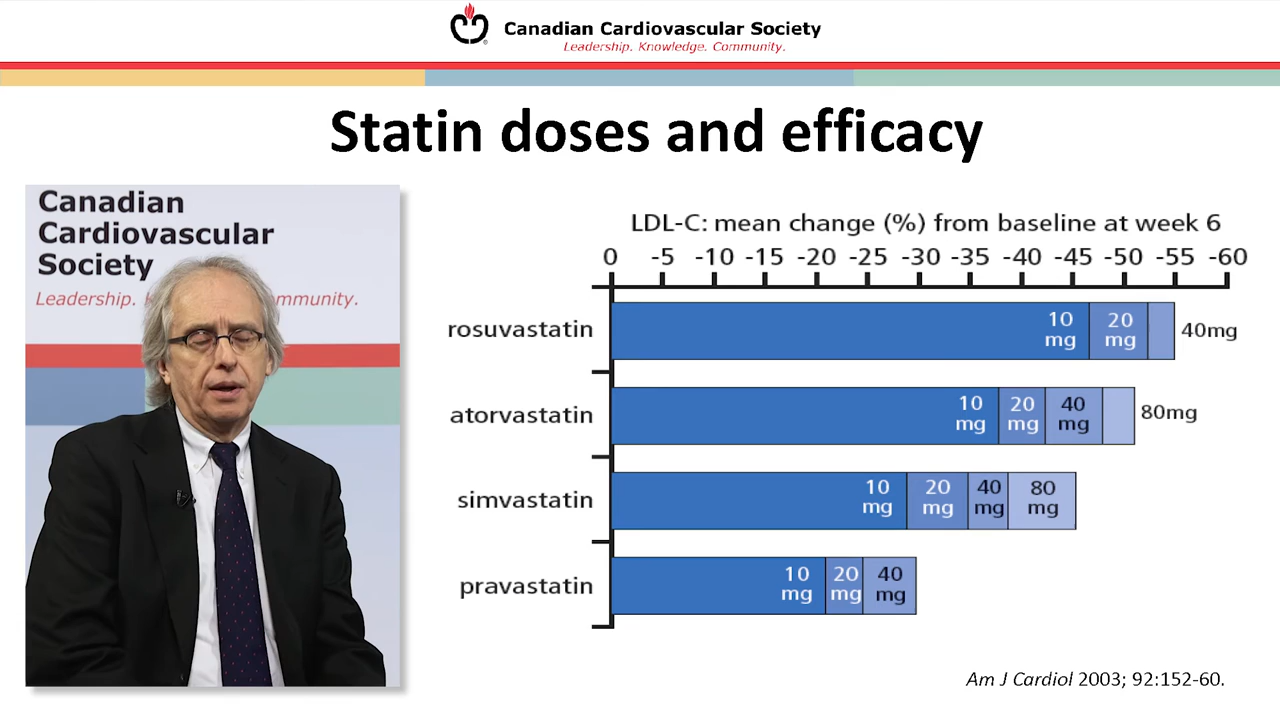 Canadian Cardiovascular Society
Leadership. Knowledge. Community.
Statin doses and efficacy
Canadian
Cardiovascular
Society
Leadership. K mmunity.
LDL-C: mean change (%) from baseline at week 6
0 -5 -10 -15 -20 -25 -30 -35 -40 -45 -50 -55 -60
rosuvastatin 10 mg 20 mg 40mg
atorvastatin 10 mg 20 mg 40 mg 80mg
simvastatin 10 mg 20 mg 40 mg 80 mg
pravastatin 10 mg 20 mg 40 mg
Am J Cardiol 2003; 92:152-60.